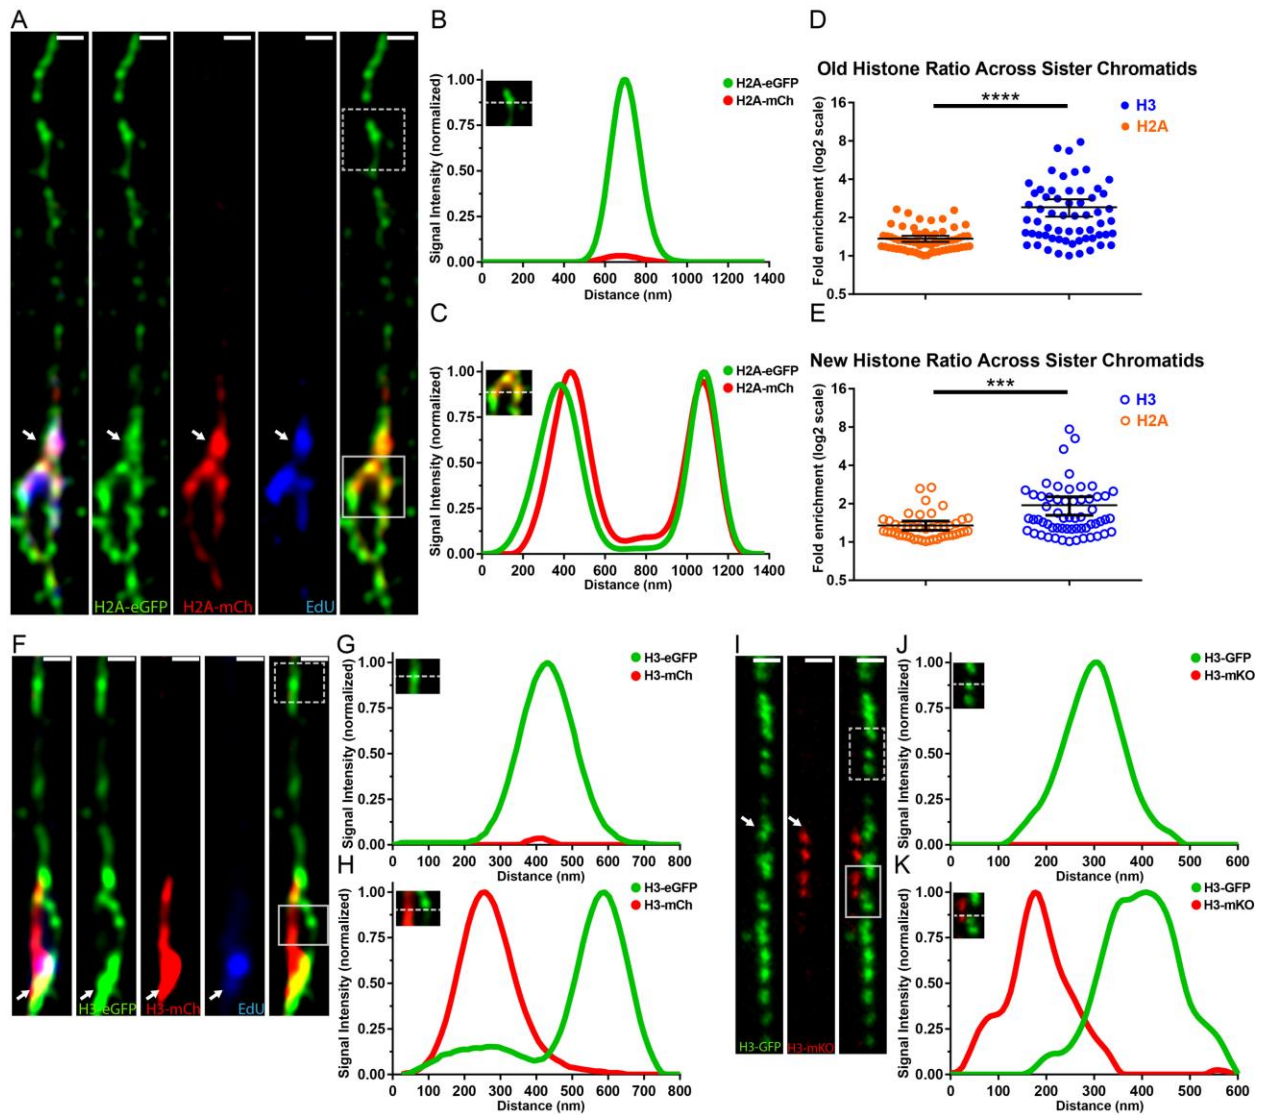 A
H2A-eGFP
H2A-mCh
EdU
B
Signal Intensity (normalized)
1.00
0.75
0.50
0.25
0.00
0 200 400 600 800 1000 1200 1400
Distance (nm)
H2A-eGFP
H2A-mCh
C
Signal Intensity (normalized)
1.00
0.75
0.50
0.25
0.00
0 200 400 600 800 1000 1200 1400
Distance (nm)
H2A-eGFP
H2A-mCh
D
Old Histone Ratio Across Sister Chromatids
Fold enrichment (log2 scale)
16
8
4
2
1
0.5
****
H3
H2A
E
New Histone Ratio Across Sister Chromatids
Fold enrichment (log2 scale)
16
8
4
2
1
0.5
***
H3
H2A
F
H3-eGFP
H3-mCh
EdU
G
Signal Intensity (normalized)
1.00
0.75
0.50
0.25
0.00
0 100 200 300 400 500 600 700 800
Distance (nm)
H3-eGFP
H3-mCh
H
Signal Intensity (normalized)
1.00
0.75
0.50
0.25
0.00
0 100 200 300 400 500 600 700 800
Distance (nm)
H3-eGFP
H3-mCh
I
H3-GFP
H3-mKO
J
Signal Intensity (normalized)
1.00
0.75
0.50
0.25
0.00
0 100 200 300 400 500 600
Distance (nm)
H3-GFP
H3-mKO
K
Signal Intensity (normalized)
1.00
0.75
0.50
0.25
0.00
0 100 200 300 400 500 600
Distance (nm)
H3-GFP
H3-mKO